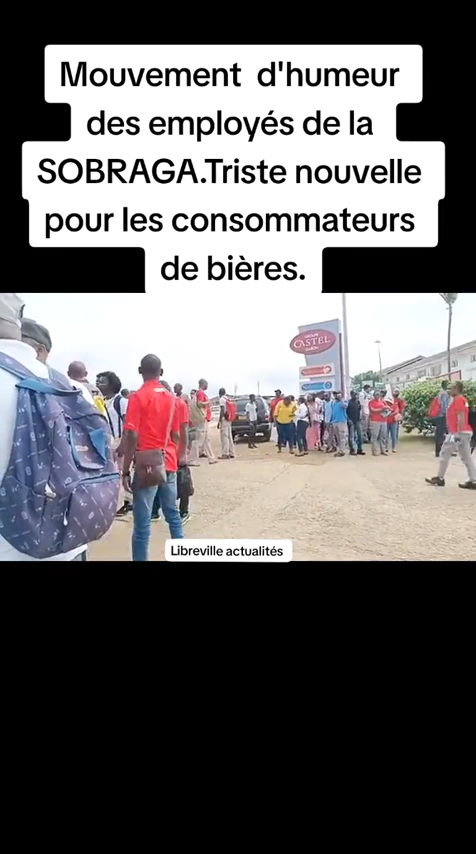 Mouvement d'humeur
des employés de la
SOBRAGA.Triste nouvelle
pour les consommateurs
de bières.
CASTEL
Libreville actualités